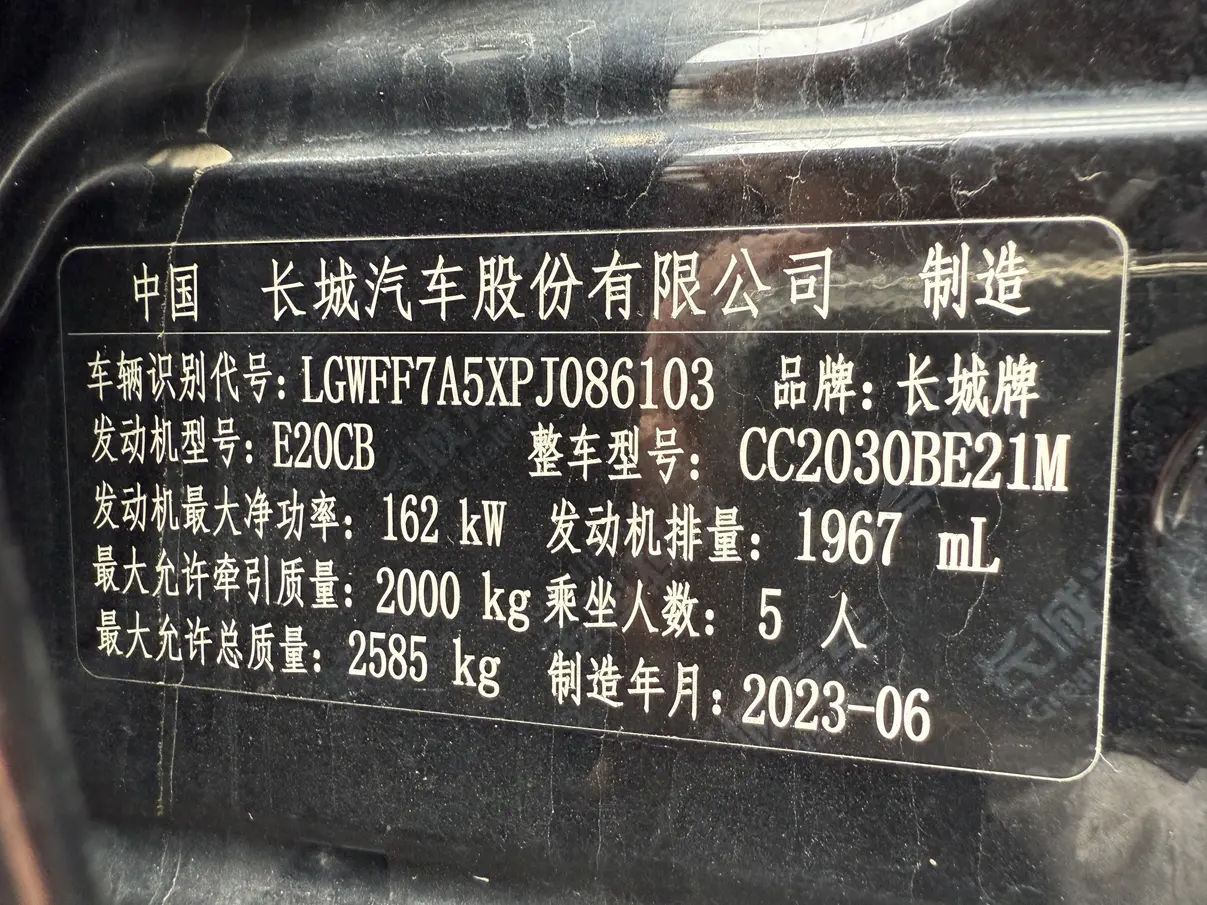 中国 长城汽车股份有限公司 制造
车辆识别代号：LGWFF7A5XPJ086103 品牌：长城牌
发动机型号：E20CB 整车型号：CC2030BE21M
发动机最大净功率：162 kW 发动机排量：1967 mL
最大允许牵引质量：2000 kg 乘坐人数：5 人
最大允许总质量：2585 kg 制造年月：2023-06